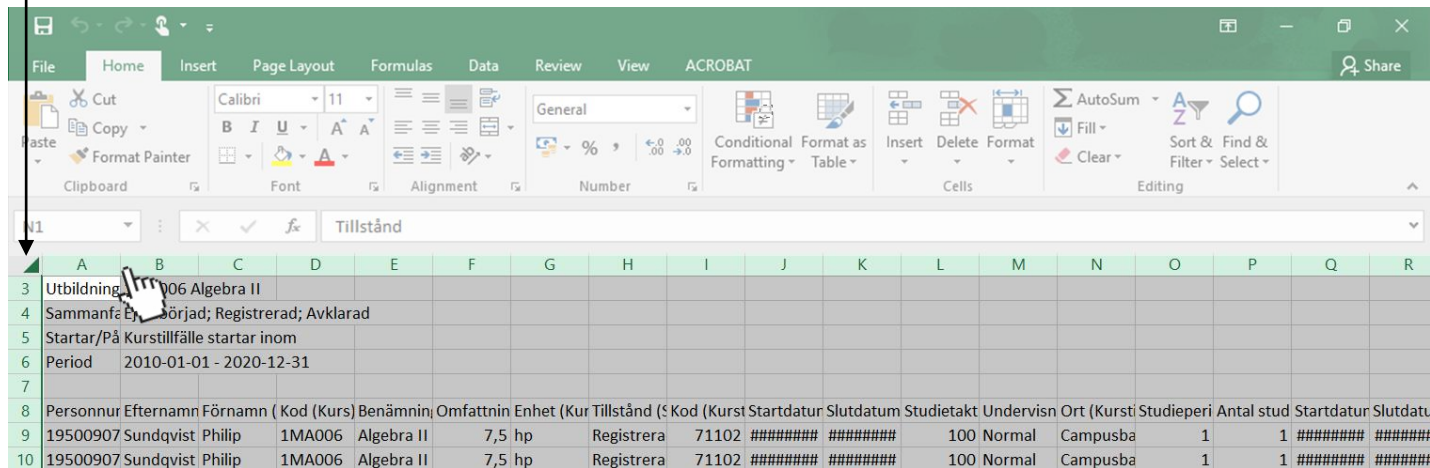 File Home Insert Page Layout Formulas Data Review View ACROBAT Share
Cut Calibri 11 General AutoSum
Paste Copy B I U A A A % , .00 .0 Conditional Format as Insert Delete Format Fill Sort & Find &
Format Painter Formatting Table Clear Filter Select
Clipboard Font Alignment Number Cells Editing
N1 fx Tillstånd
A B C D E F G H I J K L M N O P Q R
3 Utbildning 006 Algebra II
4 Sammanfa börjad; Registrerad; Avklarad
5 Startar/På Kurstillfälle startar inom
6 Period 2010-01-01 - 2020-12-31
7
8 Personnur Efternamn Förnamn ( Kod (Kurs) Benämnin Omfattnin Enhet (Kur Tillstånd (S Kod (Kurst Startdatur Slutdatum Studietakt Undervisn Ort (Kursti Studieperi Antal stud Startdatur Slutdatu
9 19500907 Sundqvist Philip 1MA006 Algebra II 7,5 hp Registrera 71102 ######## ######## 100 Normal Campusba 1 1 ######## #######
10 19500907 Sundqvist Philip 1MA006 Algebra II 7,5 hp Registrera 71102 ######## ######## 100 Normal Campusba 1 1 ######## #######